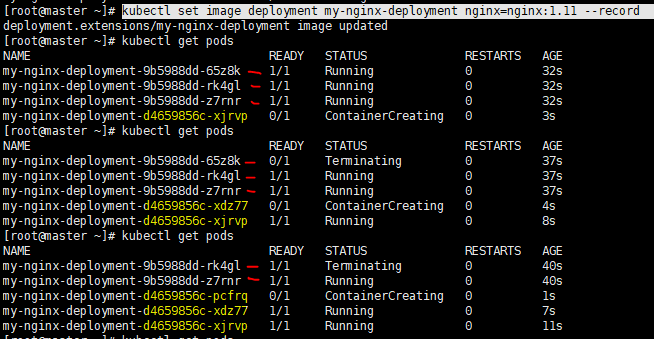 [root@master ~]# kubectl set image deployment my-nginx-deployment nginx=nginx:1.11 --record
deployment.extensions/my-nginx-deployment image updated
[root@master ~]# kubectl get pods
NAME READY STATUS RESTARTS AGE
my-nginx-deployment-9b5988dd-65z8k 1/1 Running 0 32s
my-nginx-deployment-9b5988dd-rk4gl 1/1 Running 0 32s
my-nginx-deployment-9b5988dd-z7rnr 1/1 Running 0 32s
my-nginx-deployment-d4659856c-xjrvp 0/1 ContainerCreating 0 3s
[root@master ~]# kubectl get pods
NAME READY STATUS RESTARTS AGE
my-nginx-deployment-9b5988dd-65z8k 0/1 Terminating 0 37s
my-nginx-deployment-9b5988dd-rk4gl 1/1 Running 0 37s
my-nginx-deployment-9b5988dd-z7rnr 1/1 Running 0 37s
my-nginx-deployment-d4659856c-xdz77 0/1 ContainerCreating 0 4s
my-nginx-deployment-d4659856c-xjrvp 1/1 Running 0 8s
[root@master ~]# kubectl get pods
NAME READY STATUS RESTARTS AGE
my-nginx-deployment-9b5988dd-rk4gl 1/1 Terminating 0 40s
my-nginx-deployment-9b5988dd-z7rnr 1/1 Running 0 40s
my-nginx-deployment-d4659856c-pcfrq 0/1 ContainerCreating 0 1s
my-nginx-deployment-d4659856c-xdz77 1/1 Running 0 7s
my-nginx-deployment-d4659856c-xjrvp 1/1 Running 0 11s
[root@master ~]# kubectl get pods